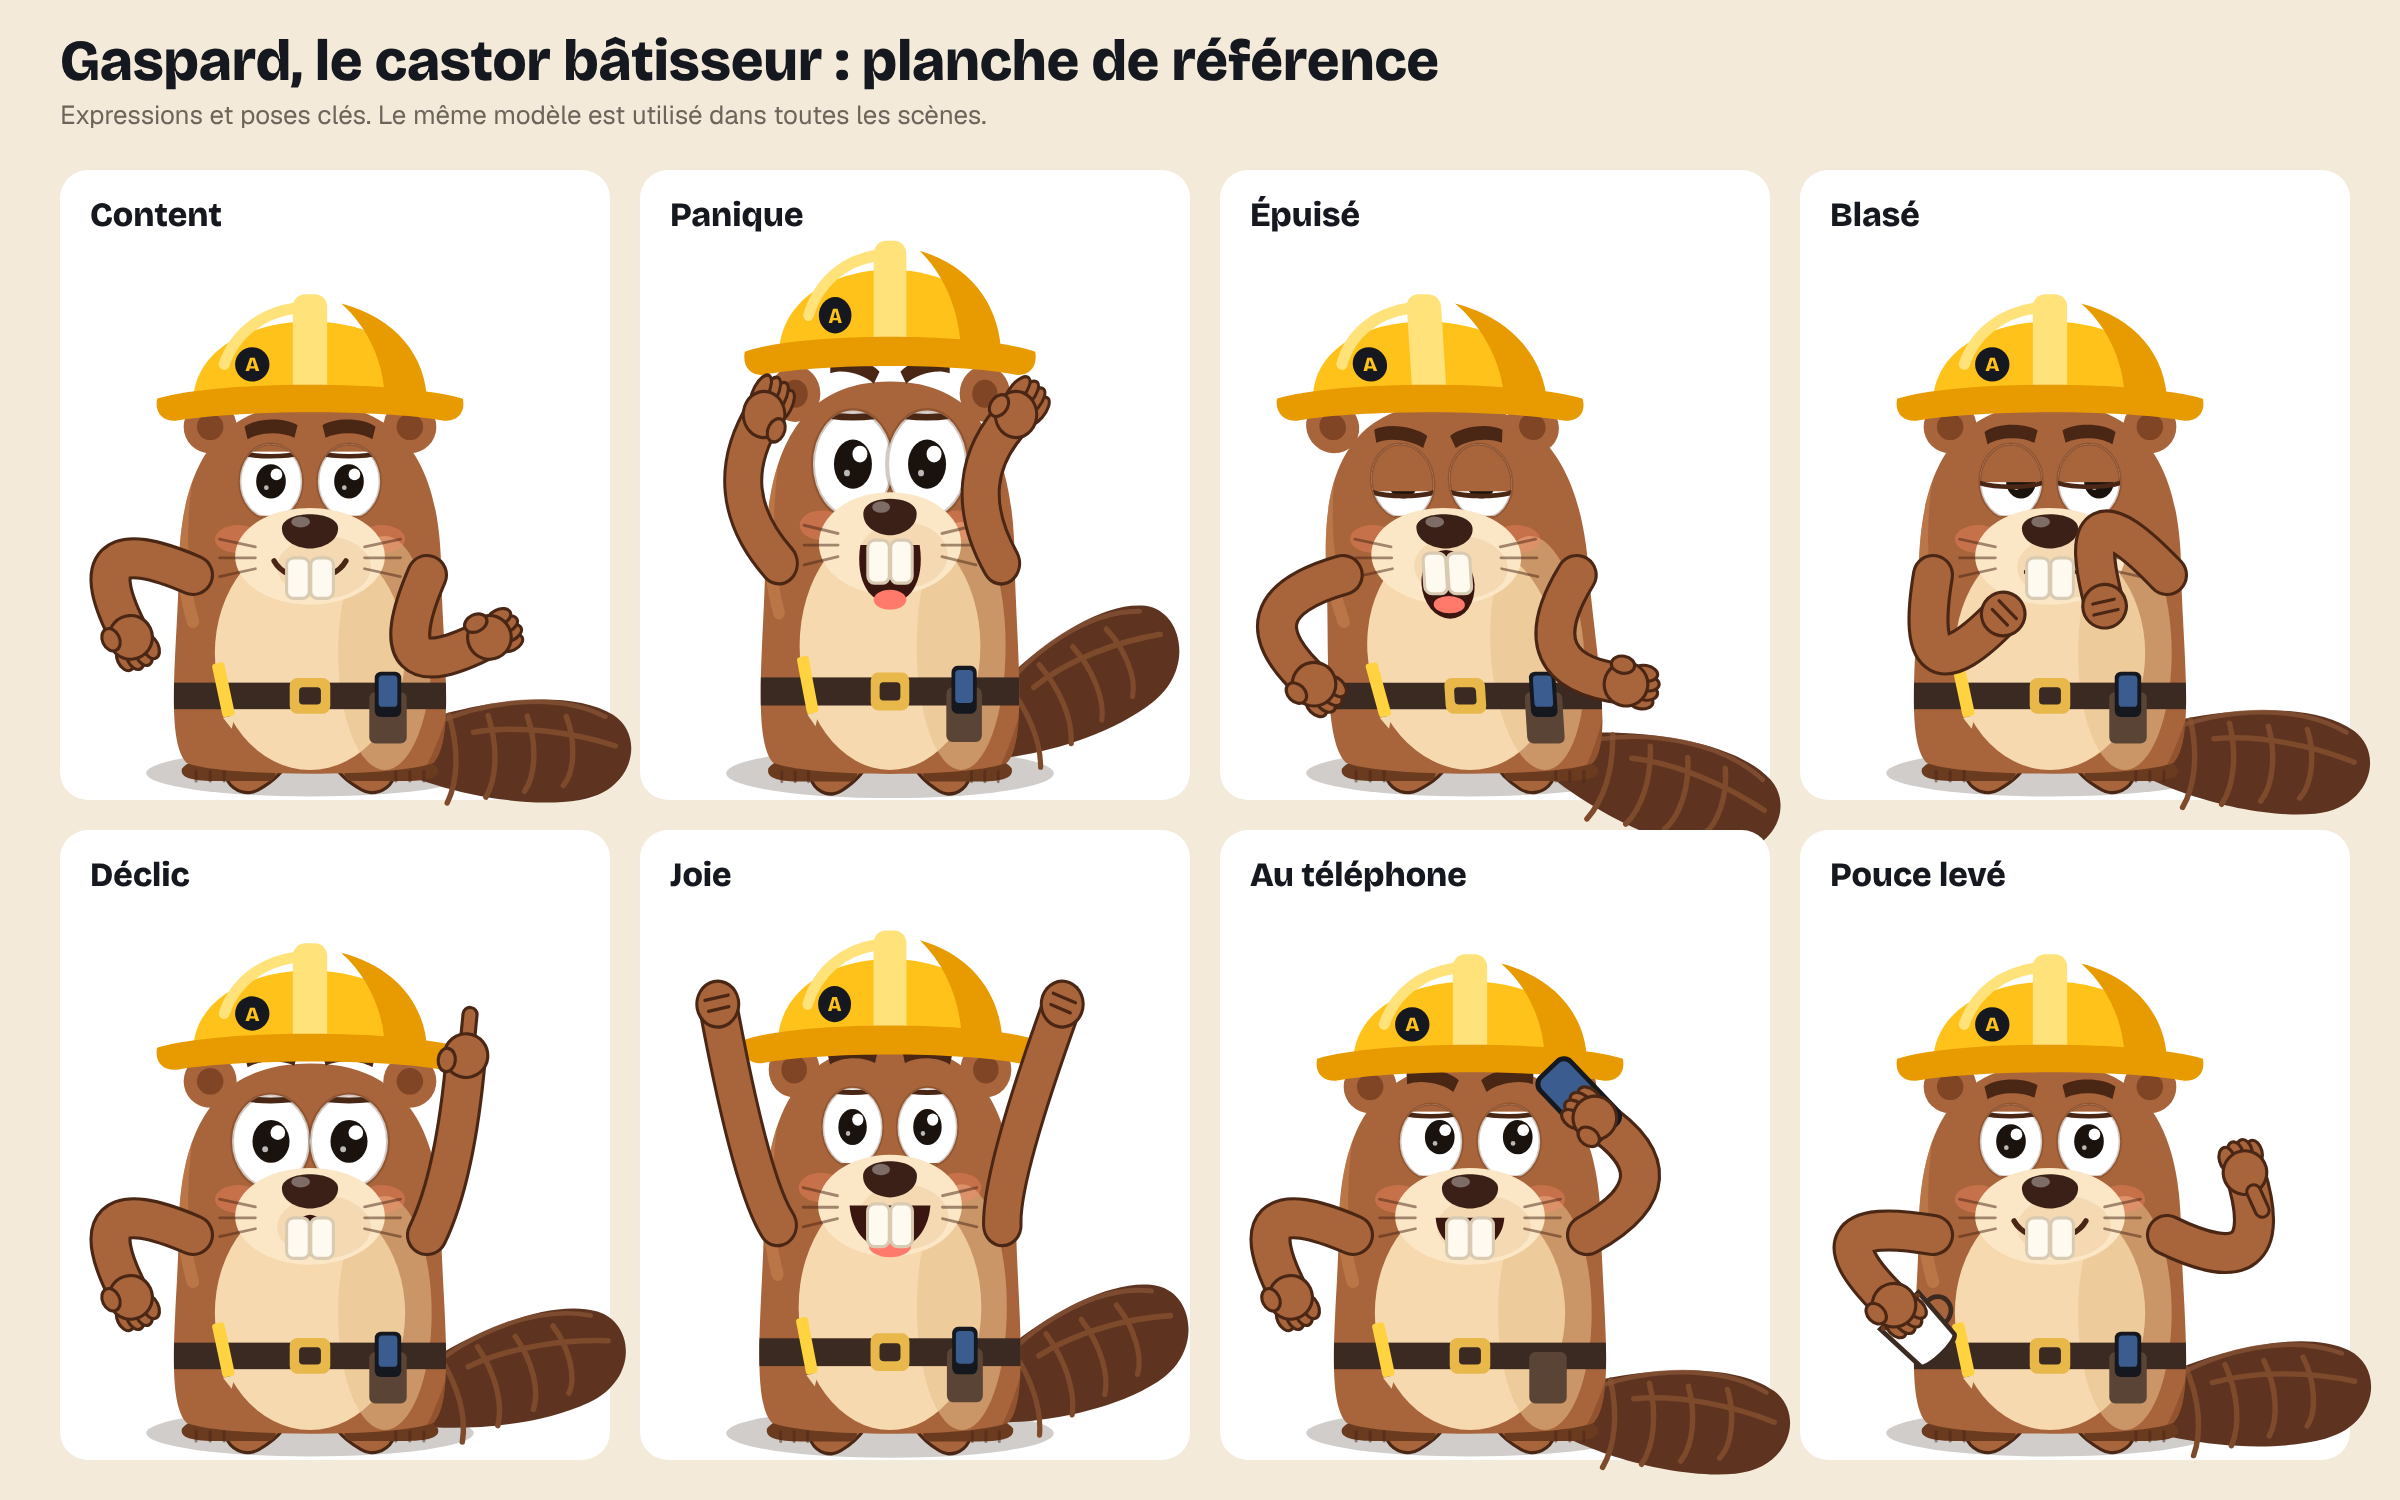 Gaspard, le castor bâtisseur : planche de référence
Expressions et poses clés. Le même modèle est utilisé dans toutes les scènes.
Content
Panique
Épuisé
Blasé
A
A
A
A
Déclic
Joie
Au téléphone
Pouce levé
A
A
A
A